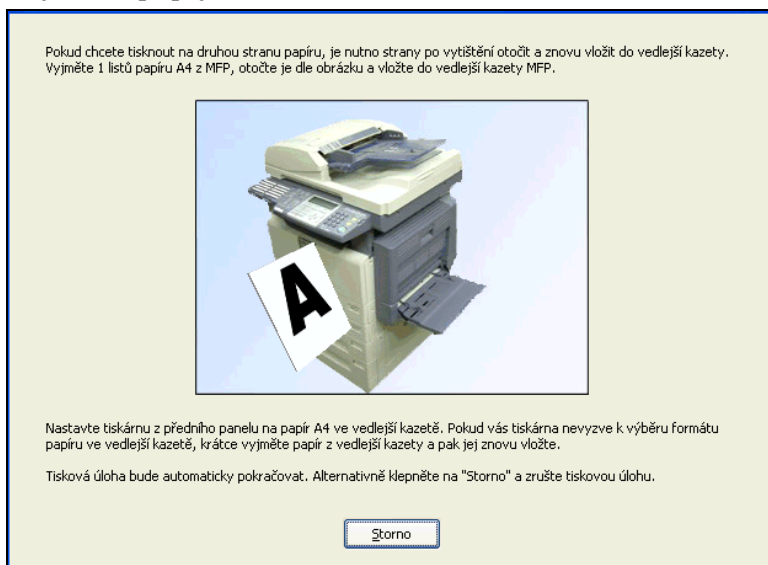 Pokud chcete tisknout na druhou stranu papíru, je nutno strany po vytištění otočit a znovu vložit do vedlejší kazety.
Vyjměte 1 listů papíru A4 z MFP, otočte je dle obrázku a vložte do vedlejší kazety MFP.
A
Nastavte tiskárnu z předního panelu na papír A4 ve vedlejší kazetě. Pokud vás tiskárna nevyzve k výběru formátu
papíru ve vedlejší kazetě, krátce vyjměte papír z vedlejší kazety a pak jej znovu vložte.
Tisková úloha bude automaticky pokračovat. Alternativně klepněte na "Storno" a zrušte tiskovou úlohu.
Storno